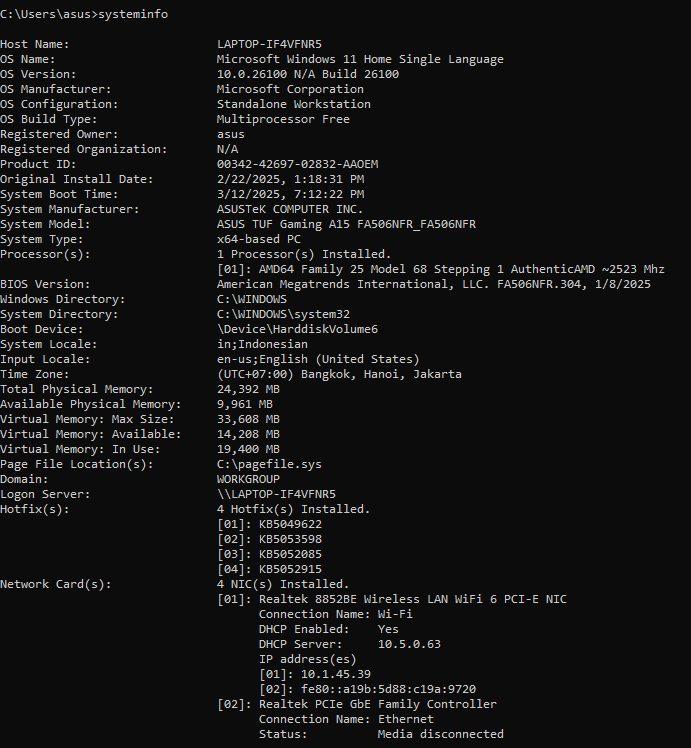 C:\Users\asus>systeminfo
Host Name: LAPTOP-IF4VFNR5
OS Name: Microsoft Windows 11 Home Single Language
OS Version: 10.0.26100 N/A Build 26100
OS Manufacturer: Microsoft Corporation
OS Configuration: Standalone Workstation
OS Build Type: Multiprocessor Free
Registered Owner: asus
Registered Organization: N/A
Product ID: 00342-42697-02832-AAOEM
Original Install Date: 2/22/2025, 1:18:31 PM
System Boot Time: 3/12/2025, 7:12:22 PM
System Manufacturer: ASUSTeK COMPUTER INC.
System Model: ASUS TUF Gaming A15 FA506NFR_FA506NFR
System Type: x64-based PC
Processor(s): 1 Processor(s) Installed.
[01]: AMD64 Family 25 Model 68 Stepping 1 AuthenticAMD ~2523 Mhz
BIOS Version: American Megatrends International, LLC. FA506NFR.304, 1/8/2025
Windows Directory: C:\WINDOWS
System Directory: C:\WINDOWS\system32
Boot Device: \Device\HarddiskVolume6
System Locale: in;Indonesian
Input Locale: en-us;English (United States)
Time Zone: (UTC+07:00) Bangkok, Hanoi, Jakarta
Total Physical Memory: 24,392 MB
Available Physical Memory: 9,961 MB
Virtual Memory: Max Size: 33,608 MB
Virtual Memory: Available: 14,208 MB
Virtual Memory: In Use: 19,400 MB
Page File Location(s): C:\pagefile.sys
Domain: WORKGROUP
Logon Server: \\LAPTOP-IF4VFNR5
Hotfix(s): 4 Hotfix(s) Installed.
[01]: KB5049622
[02]: KB5053598
[03]: KB5052085
[04]: KB5052915
Network Card(s): 4 NIC(s) Installed.
[01]: Realtek 8852BE Wireless LAN WiFi 6 PCI-E NIC
Connection Name: Wi-Fi
DHCP Enabled: Yes
DHCP Server: 10.5.0.63
IP address(es)
[01]: 10.1.45.39
[02]: fe80::a19b:5d88:c19a:9720
[02]: Realtek PCIe GbE Family Controller
Connection Name: Ethernet
Status: Media disconnected